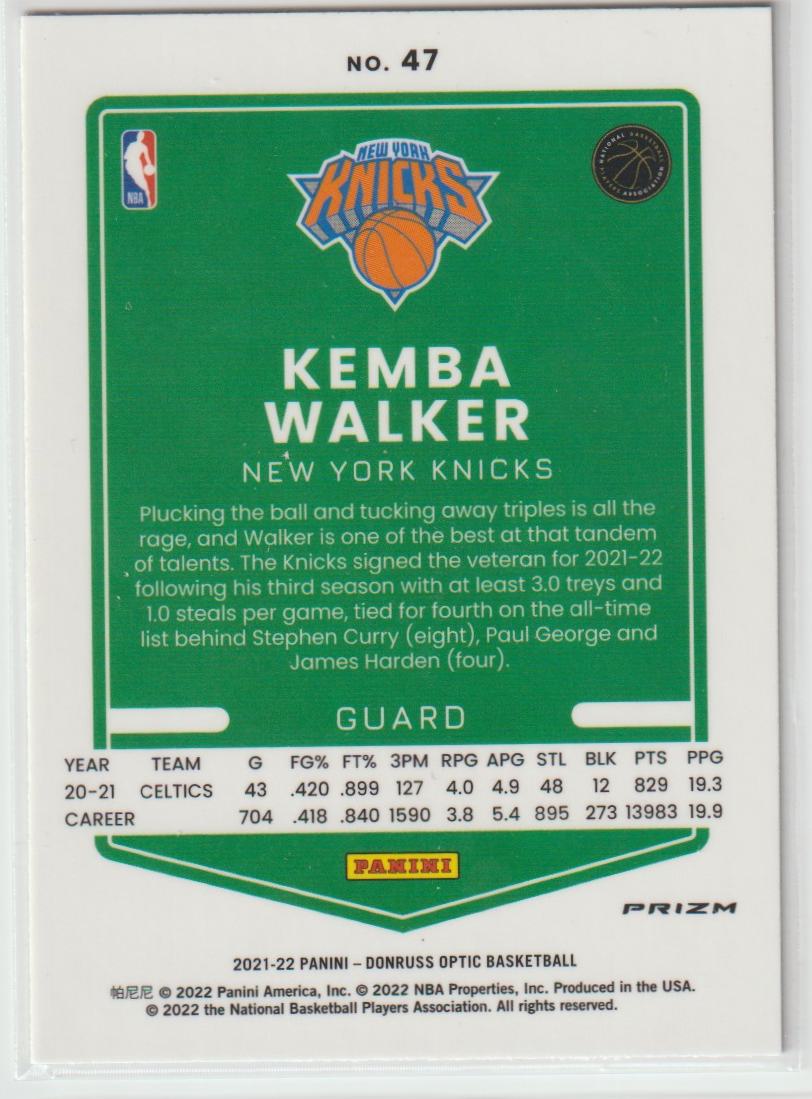 NO. 47
NBA
NEW YORK
KNICKS
NATIONAL BASKETBALL
PLAYERS ASSOCIATION
KEMBA
WALKER
NEW YORK KNICKS
Plucking the ball and tucking away triples is all the
rage, and Walker is one of the best at that tandem
of talents. The Knicks signed the veteran for 2021-22
following his third season with at least 3.0 treys and
1.0 steals per game, tied for fourth on the all-time
list behind Stephen Curry (eight), Paul George and
James Harden (four).
GUARD
YEAR TEAM G FG% FT% 3PM RPG APG STL BLK PTS PPG
20-21 CELTICS 43 .420 .899 127 4.0 4.9 48 12 829 19.3
CAREER 704 .418 .840 1590 3.8 5.4 895 273 13983 19.9
PANINI
PRIZM
2021-22 PANINI – DONRUSS OPTIC BASKETBALL
帕尼尼 © 2022 Panini America, Inc. © 2022 NBA Properties, Inc. Produced in the USA.
© 2022 the National Basketball Players Association. All rights reserved.